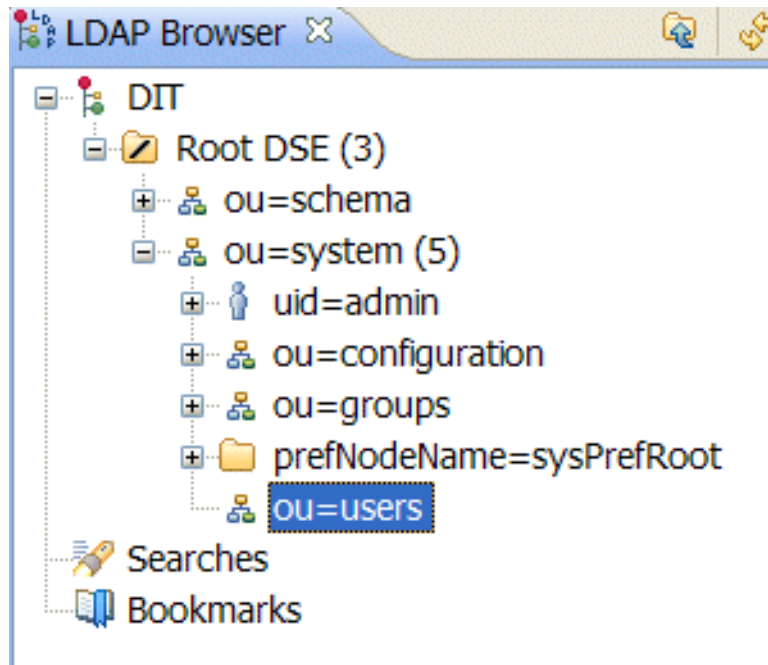 LDAP Browser
DIT
Root DSE (3)
ou=schema
ou=system (5)
uid=admin
ou=configuration
ou=groups
prefNodeName=sysPrefRoot
ou=users
Searches
Bookmarks